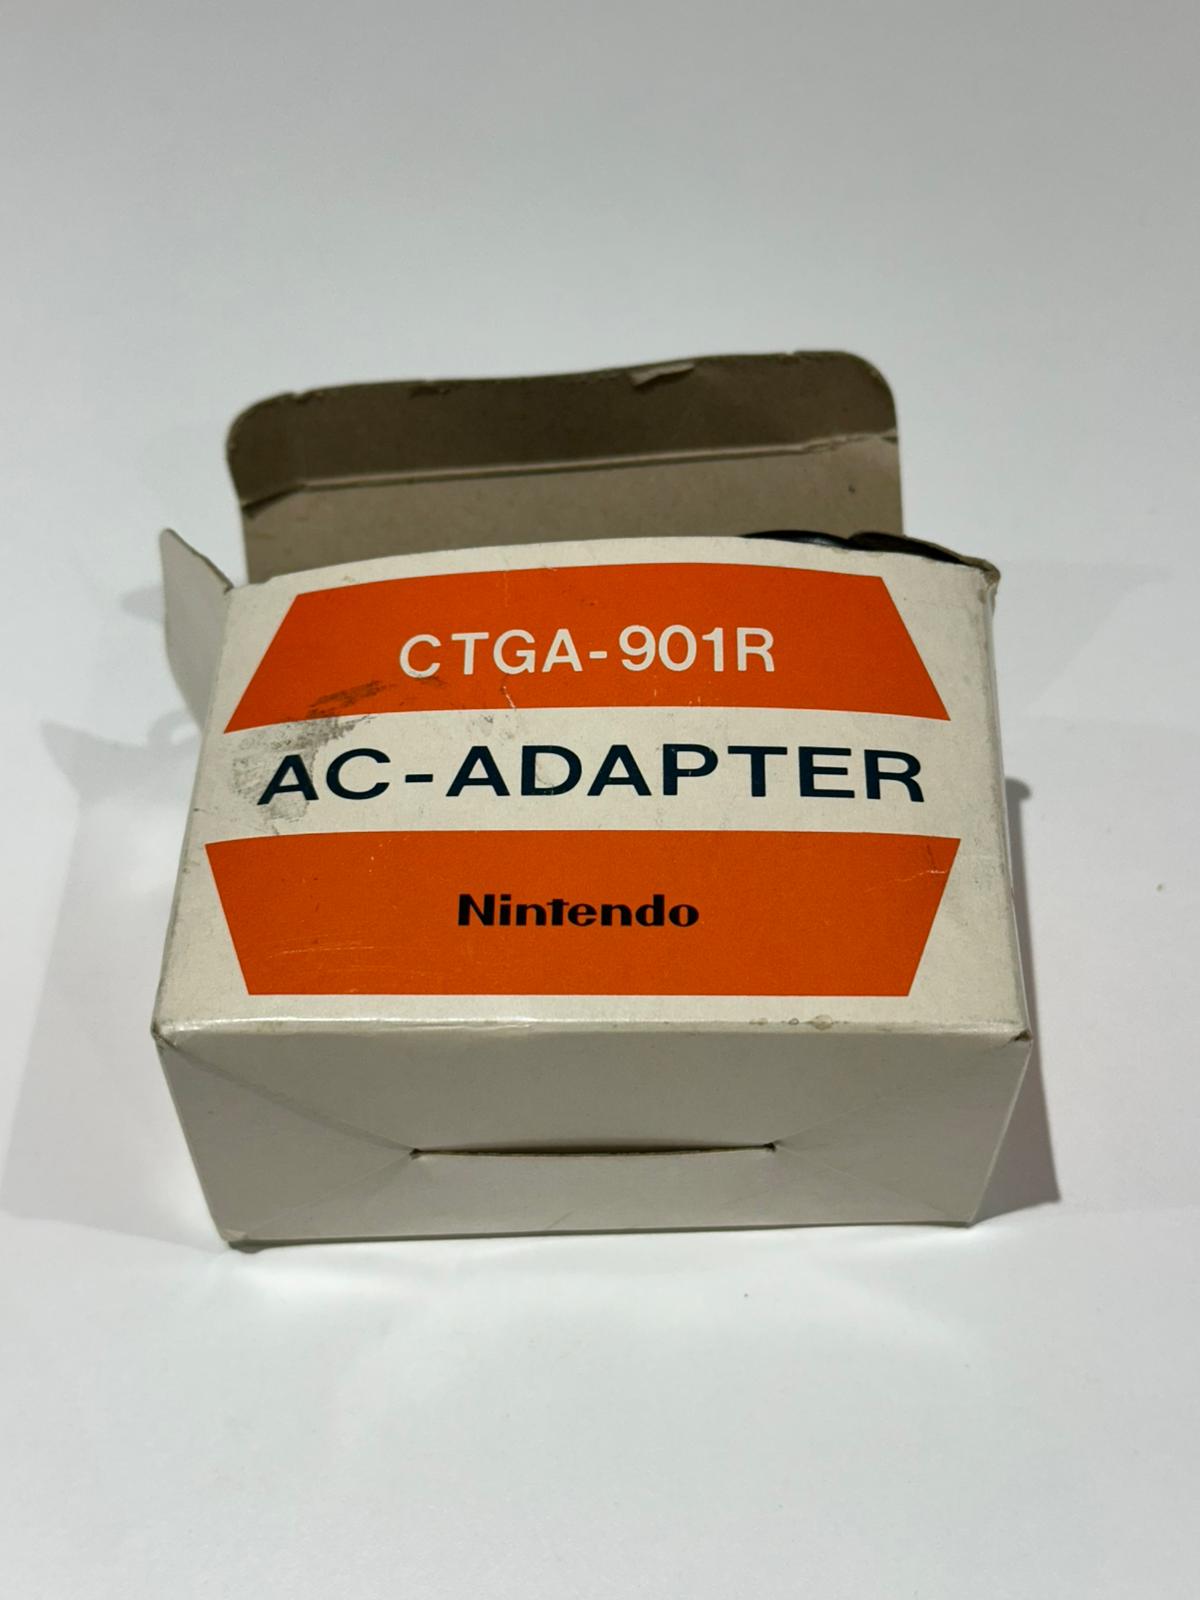 CTGA-901R
AC-ADAPTER
Nintendo